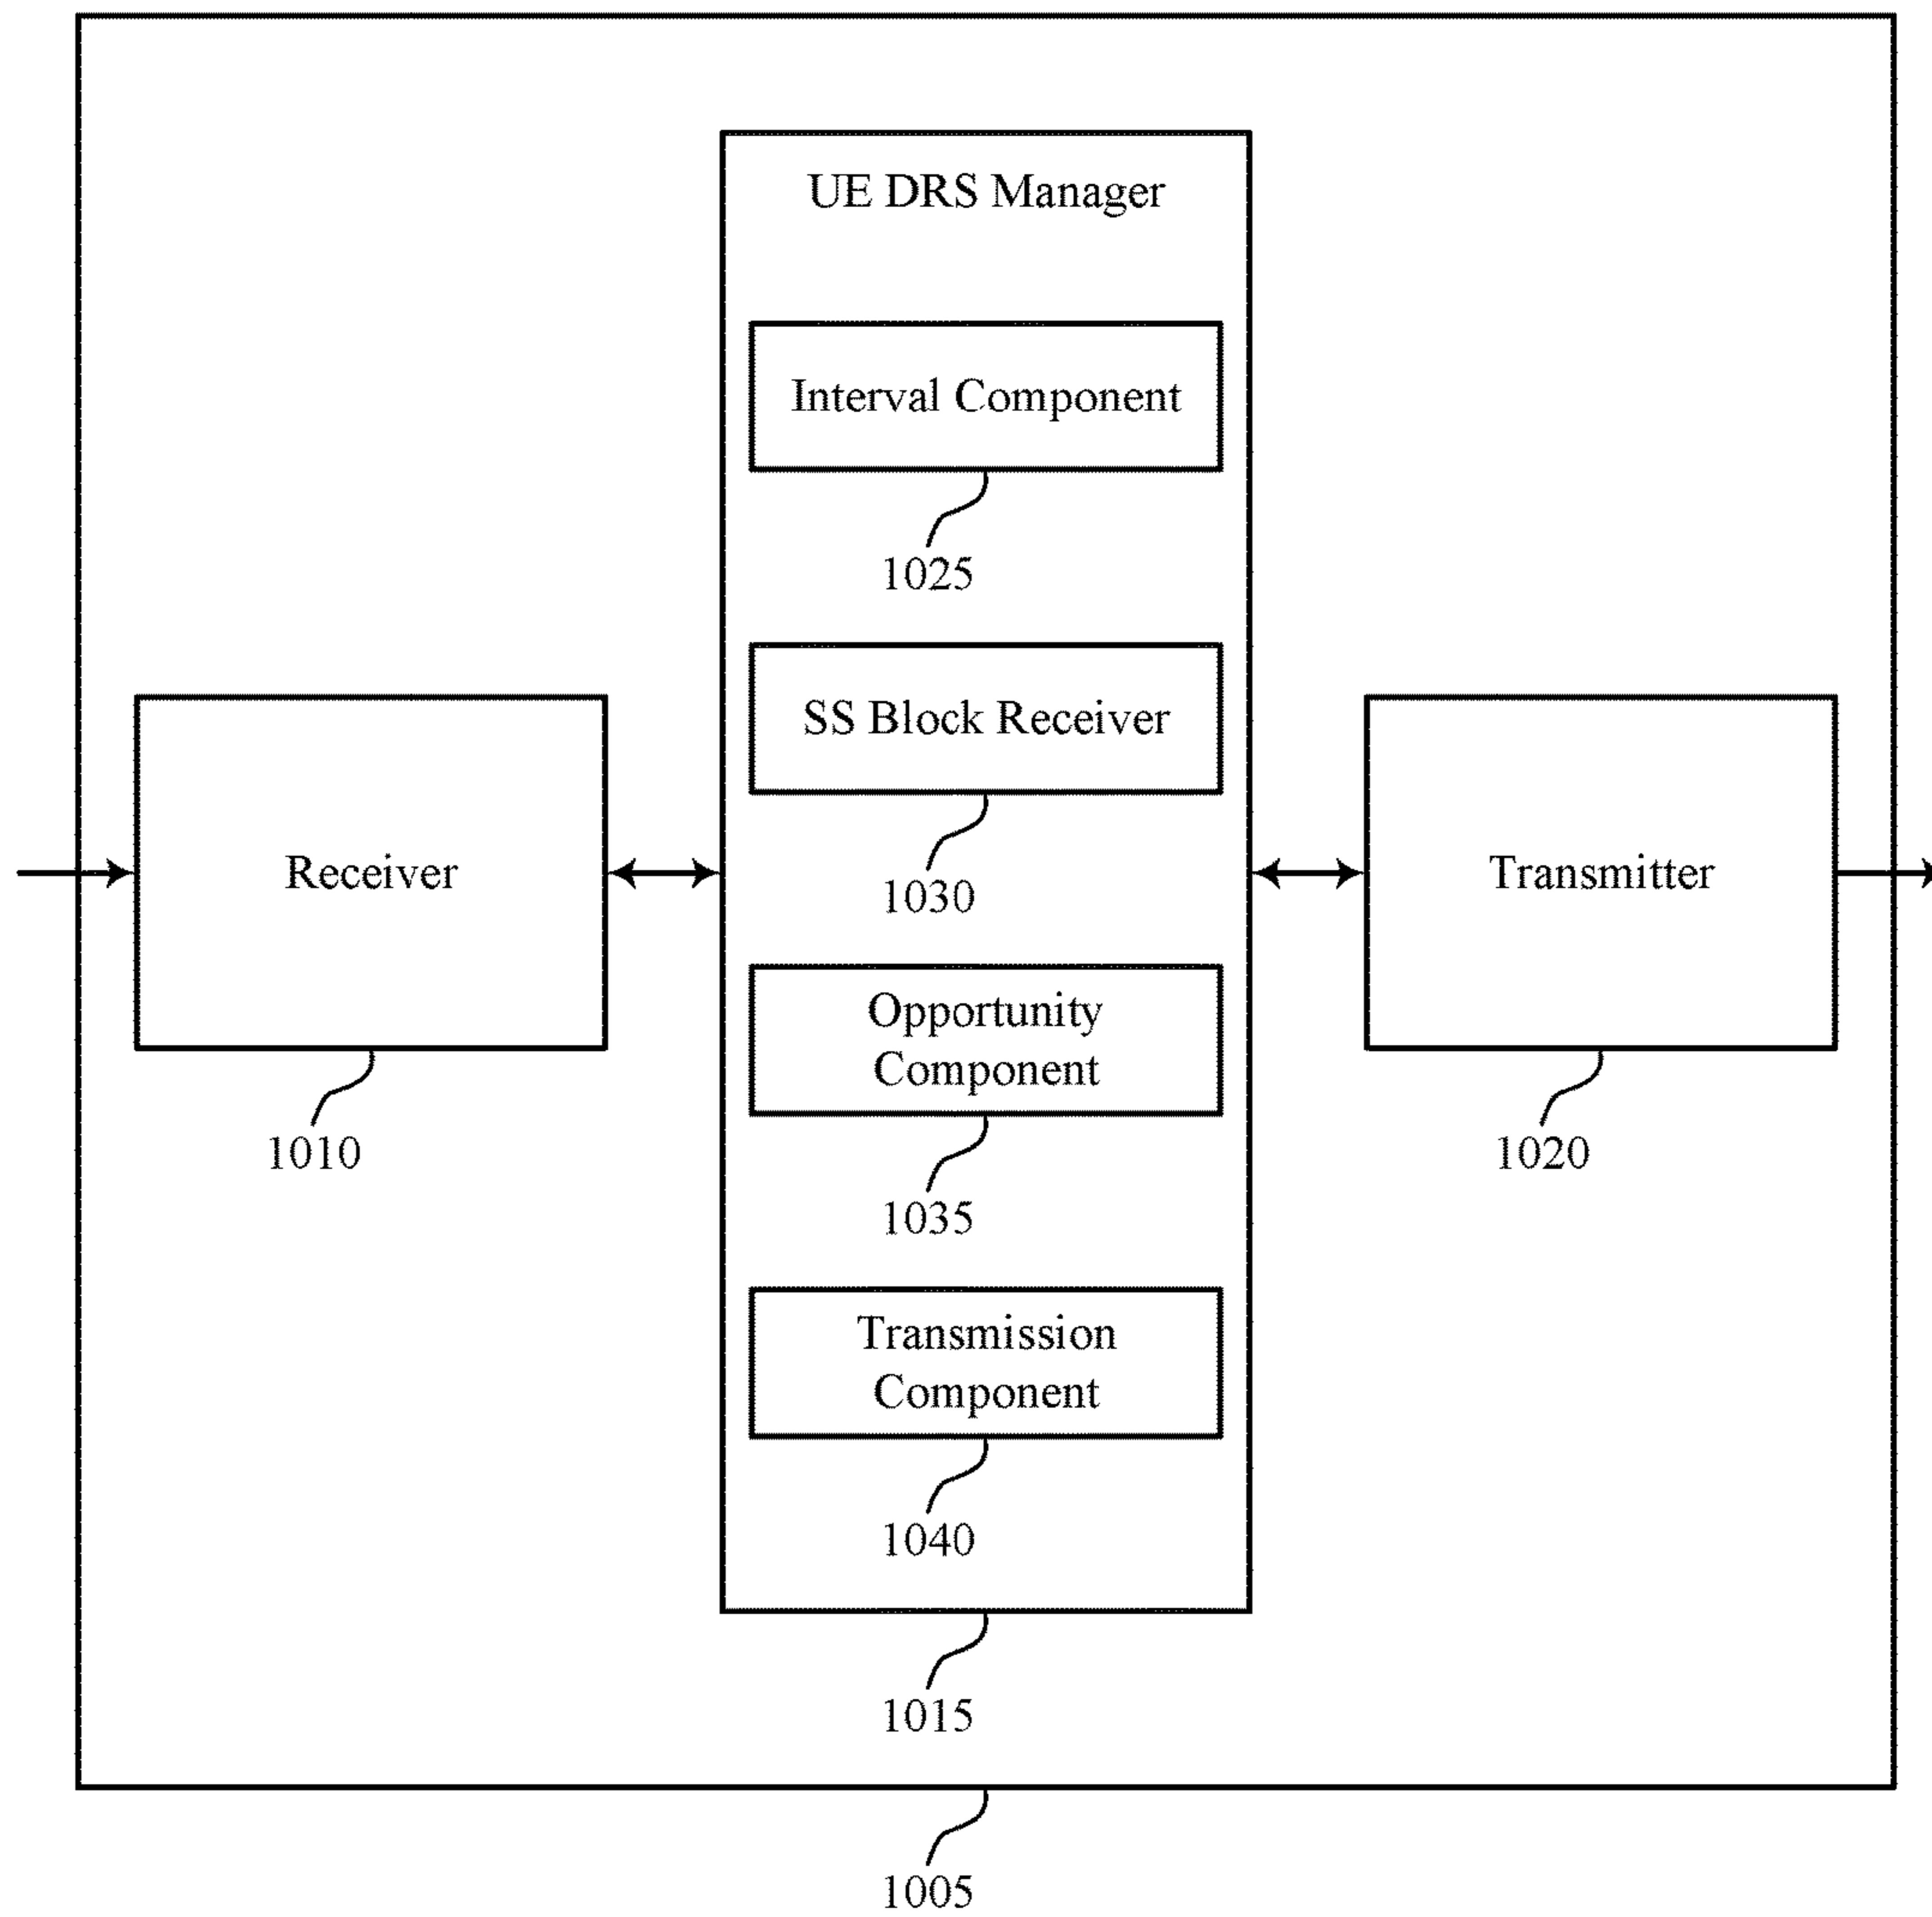 UE DRS Manager
Interval Component
1025
SS Block Receiver
1030
Receiver
1010
Transmitter
1020
Opportunity
Component
1035
Transmission
Component
1040
1015
1005